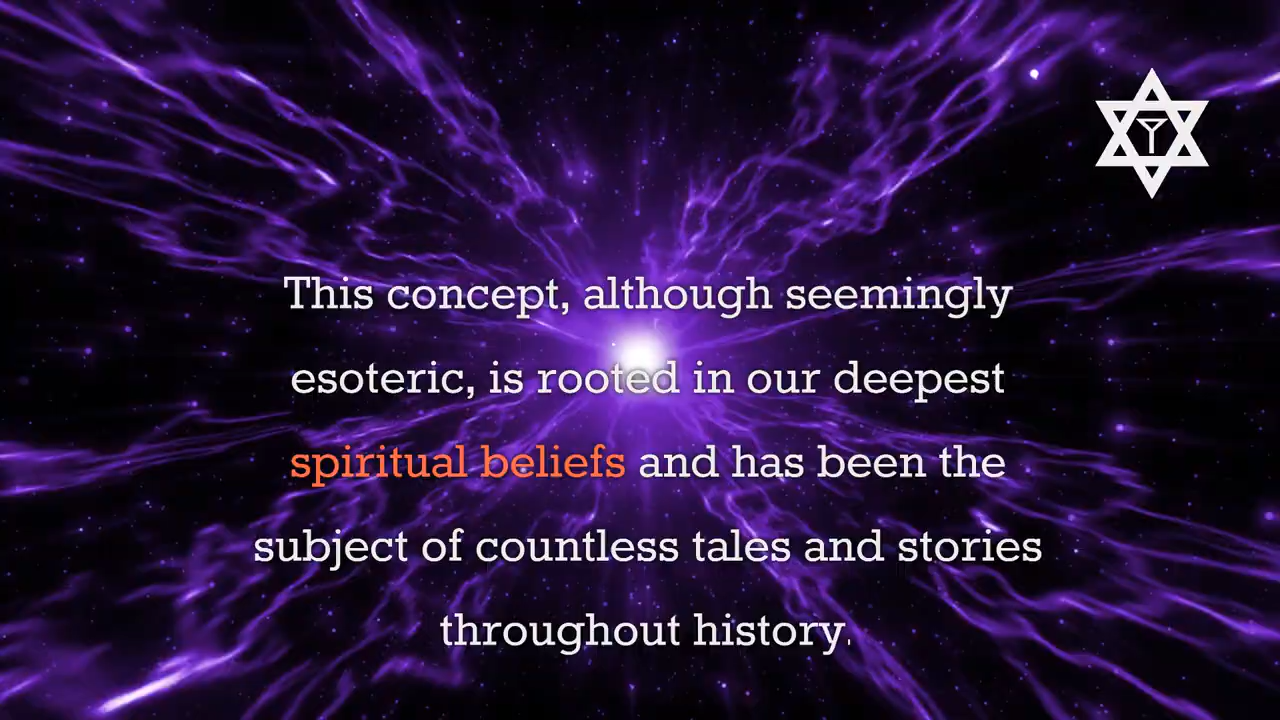 This concept, although seemingly
esoteric, is rooted in our deepest
spiritual beliefs and has been the
subject of countless tales and stories
throughout history.